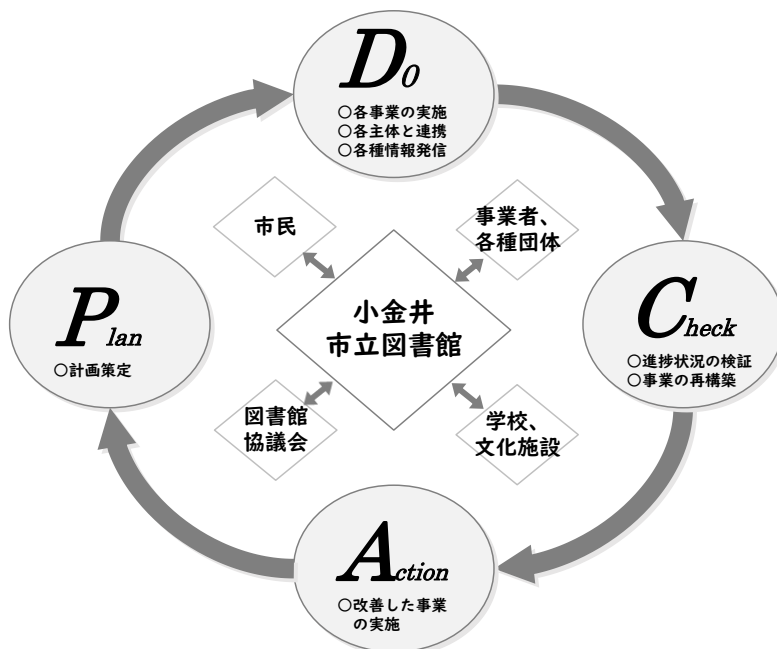 Do
○各事業の実施
○各主体と連携
○各種情報発信
市民
事業者、
各種団体
小金井
市立図書館
Plan
○計画策定
Check
○進捗状況の検証
○事業の再構築
図書館
協議会
学校、
文化施設
Action
○改善した事業
の実施